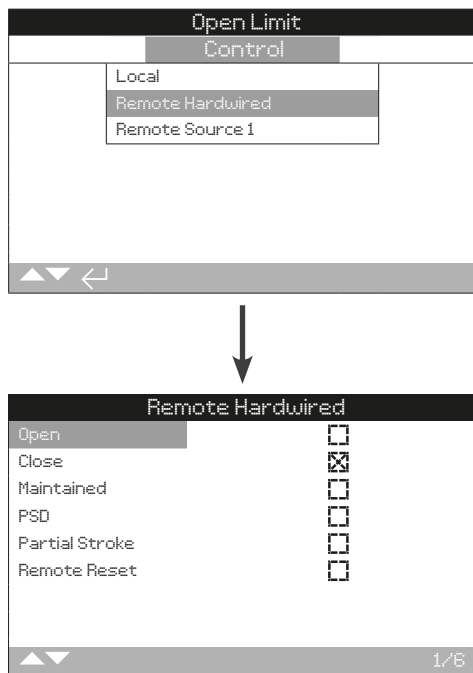 Open Limit
Control
Local
Remote Hardwired
Remote Source 1
Remote Hardwired
Open
Close
Maintained
PSD
Partial Stroke
Remote Reset
1/6